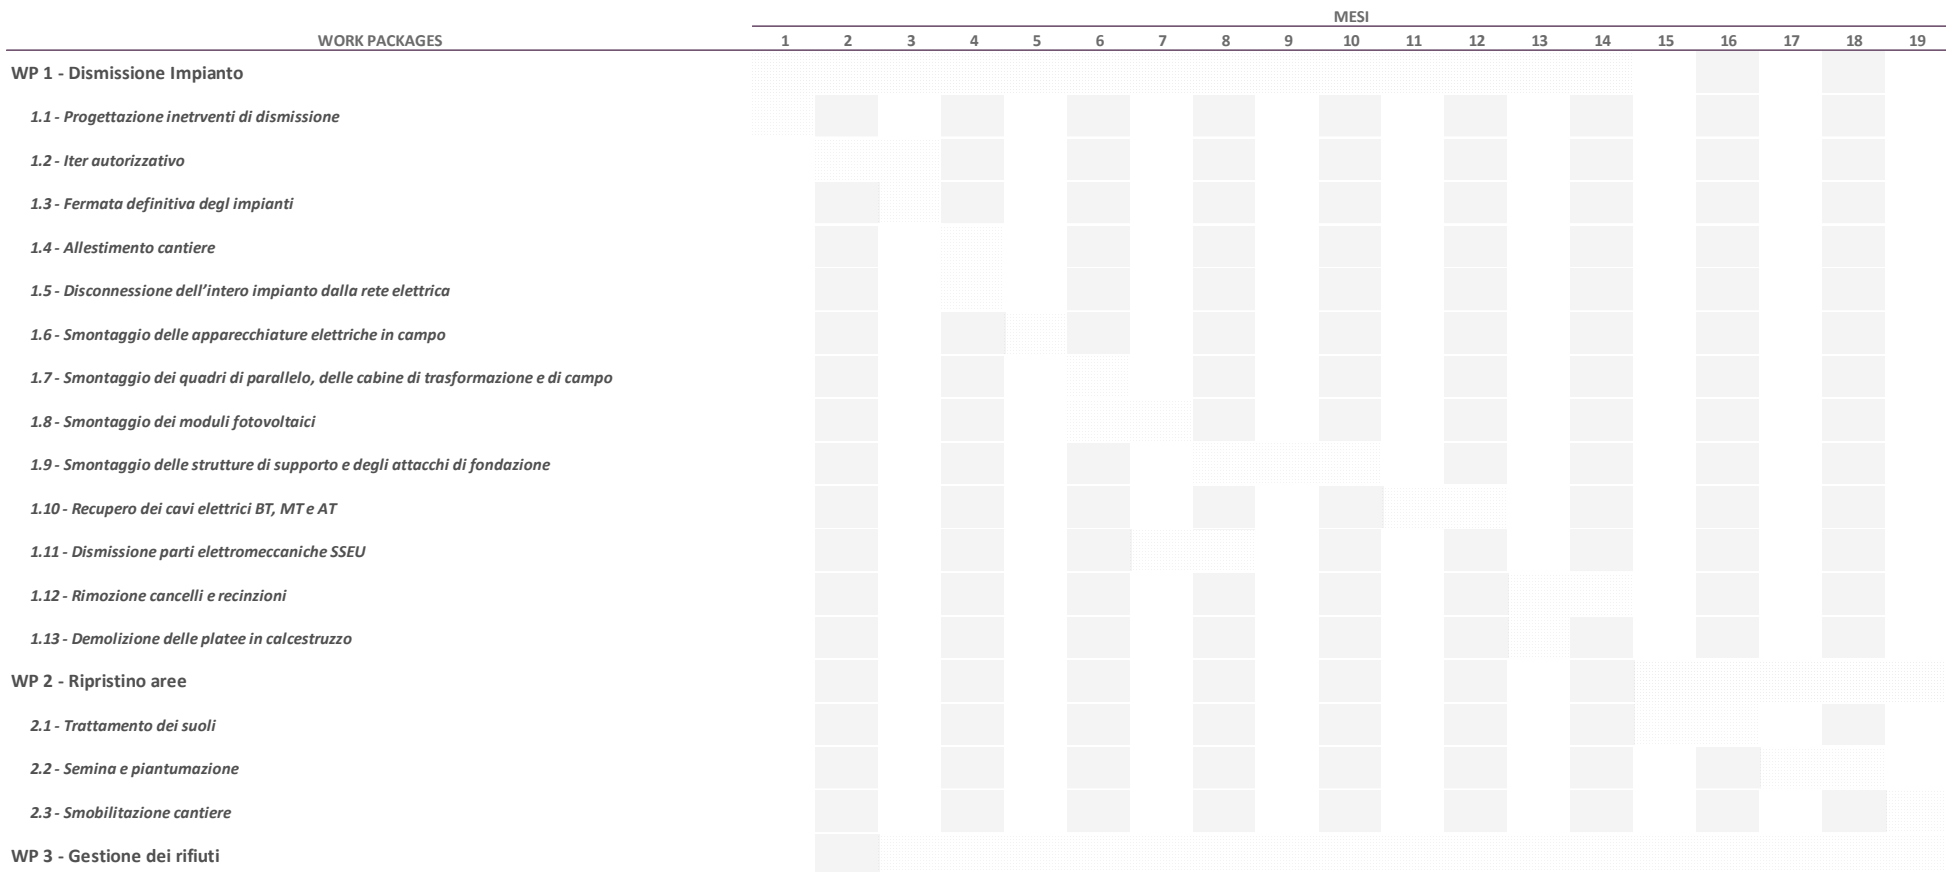 MESI
WORK PACKAGES 1 2 3 4 5 6 7 8 9 10 11 12 13 14 15 16 17 18 19
WP 1 - Dismissione Impianto
1.1 - Progettazione inetrventi di dismissione
1.2 - Iter autorizzativo
1.3 - Fermata definitiva degl impianti
1.4 - Allestimento cantiere
1.5 - Disconnessione dell’intero impianto dalla rete elettrica
1.6 - Smontaggio delle apparecchiature elettriche in campo
1.7 - Smontaggio dei quadri di parallelo, delle cabine di trasformazione e di campo
1.8 - Smontaggio dei moduli fotovoltaici
1.9 - Smontaggio delle strutture di supporto e degli attacchi di fondazione
1.10 - Recupero dei cavi elettrici BT, MT e AT
1.11 - Dismissione parti elettromeccaniche SSEU
1.12 - Rimozione cancelli e recinzioni
1.13 - Demolizione delle platee in calcestruzzo
WP 2 - Ripristino aree
2.1 - Trattamento dei suoli
2.2 - Semina e piantumazione
2.3 - Smobilitazione cantiere
WP 3 - Gestione dei rifiuti